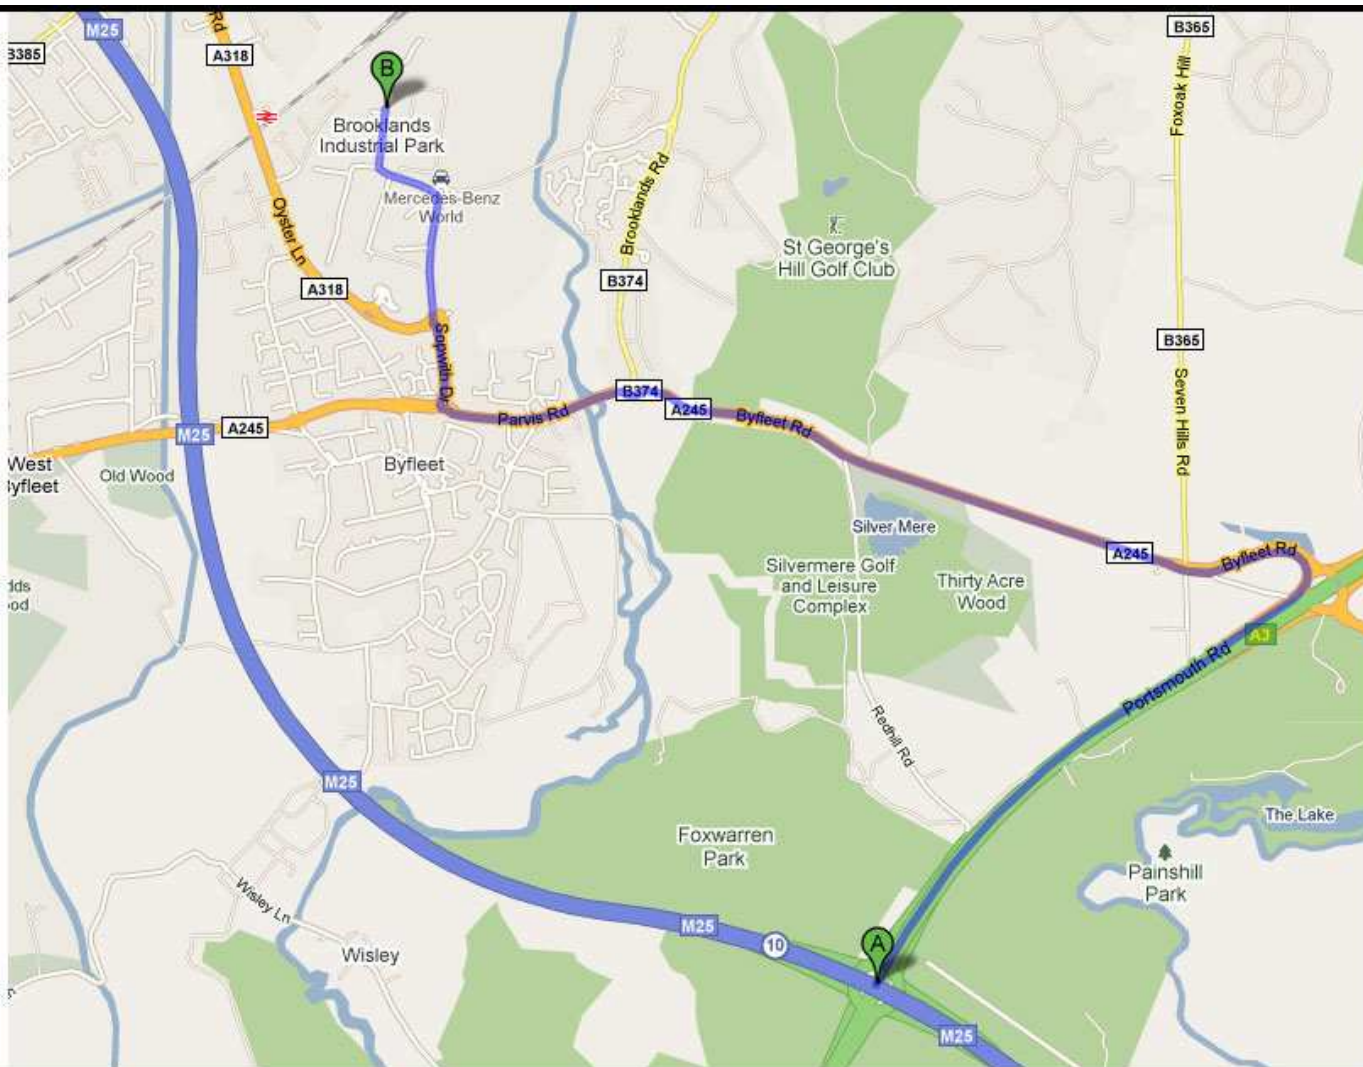 M25
Rd
B365
B385
A318
B
Foxoak Hill
Brooklands
Industrial Park
Mercedes-Benz
World
Brooklands Rd
Oyster Ln
St George's
Hill Golf Club
B374
A318
B365
Sopwith Dr
Seven Hills Rd
B374
A245
Parvis Rd
Byfleet Rd
A245
M25
West
Byfleet
Old Wood
Byfleet
Silver Mere
A245
Byfleet Rd
Silvermere Golf
and Leisure
Complex
Thirty Acre
Wood
A3
Portsmouth Rd
Redhill Rd
M25
The Lake
Foxwarren
Park
Painshill
Park
Wisley Ln
M25
10
A
Wisley
M25